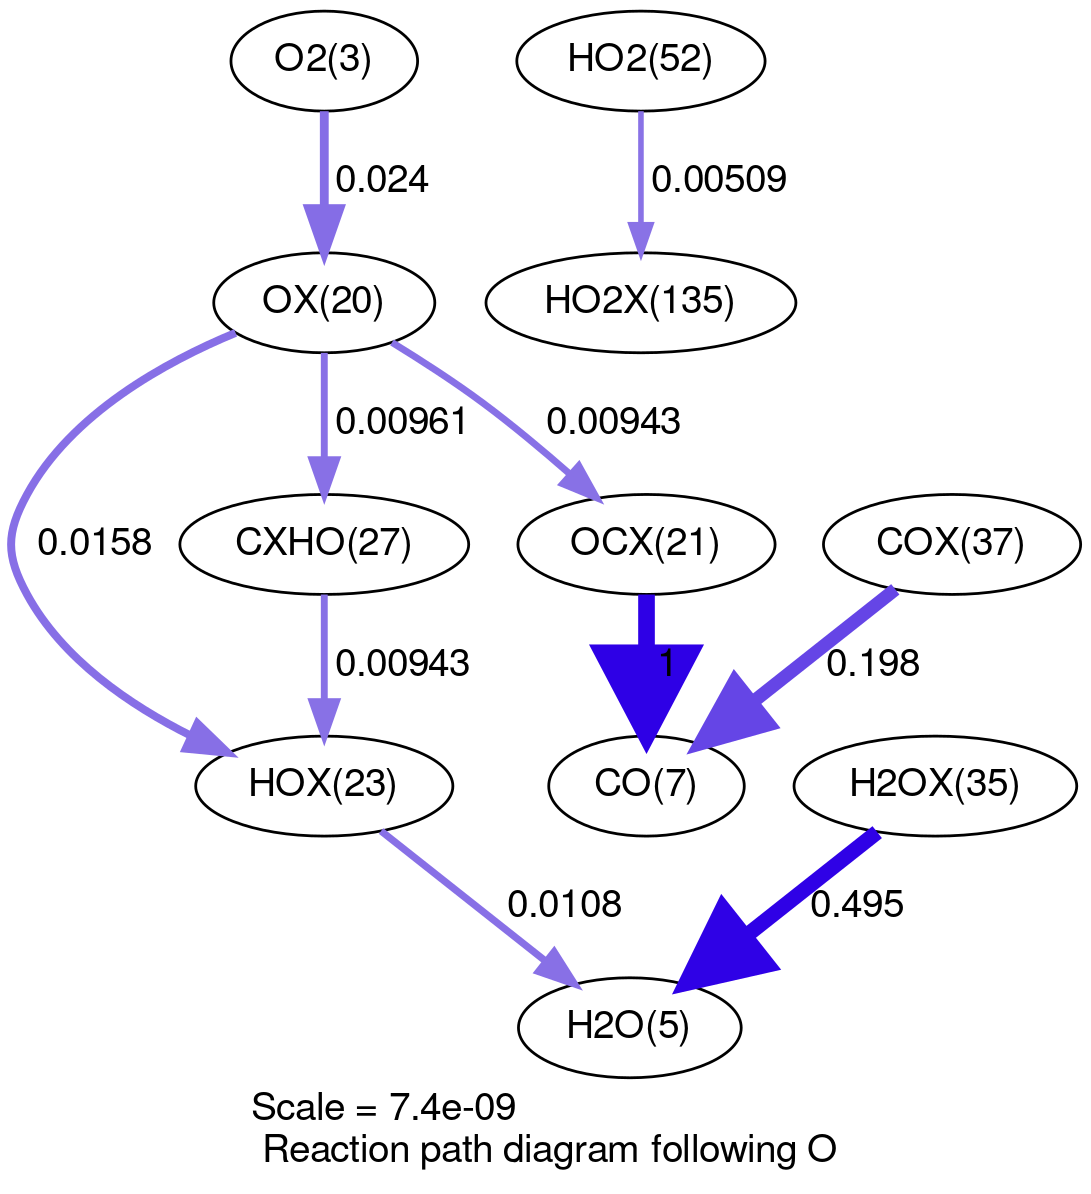 O2(3)
HO2(52)
0.024
0.00509
OX(20)
HO2X(135)
0.00961
0.00943
0.0158
CXHO(27)
OCX(21)
COX(37)
0.00943
1
0.198
HOX(23)
CO(7)
H2OX(35)
0.0108
0.495
H2O(5)
Scale = 7.4e-09
Reaction path diagram following O